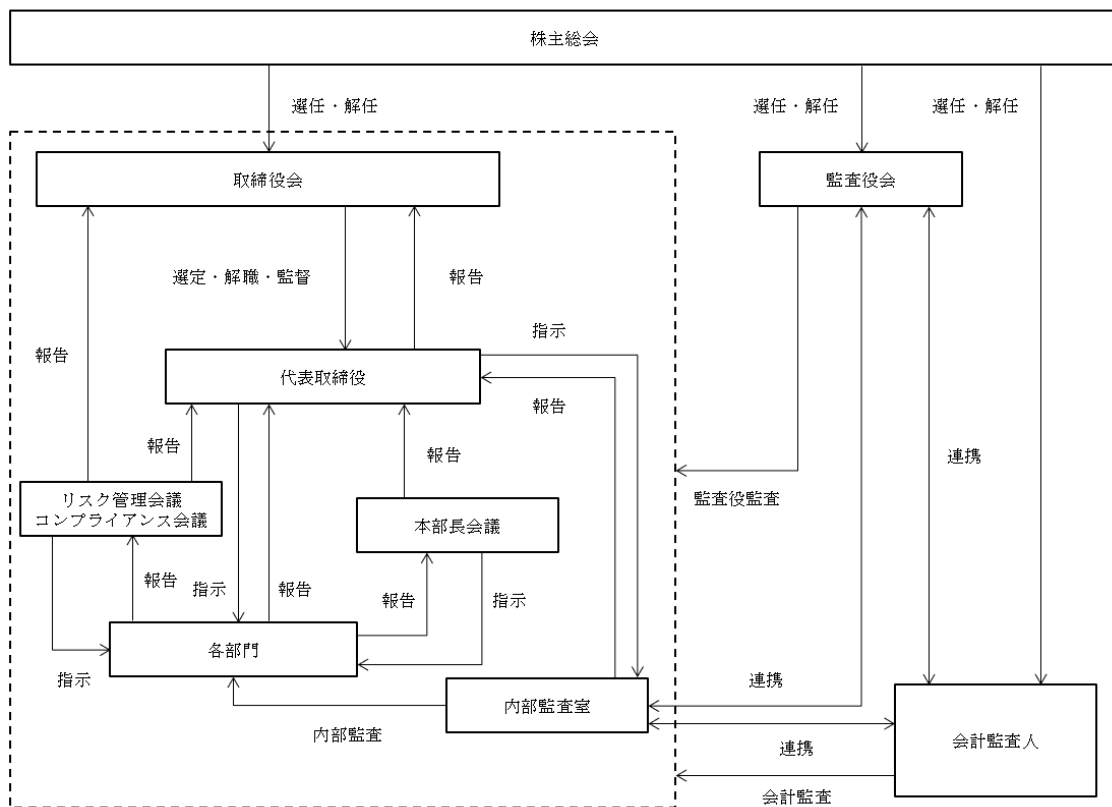 株主総会
選任・解任
選任・解任
選任・解任
取締役会
監査役会
選定・解職・監督
報告
指示
報告
代表取締役
報告
報告
報告
連携
リスク管理会議
コンプライアンス会議
本部長会議
監査役監査
報告
指示
報告
報告
指示
各部門
指示
内部監査室
連携
内部監査
会計監査人
連携
会計監査